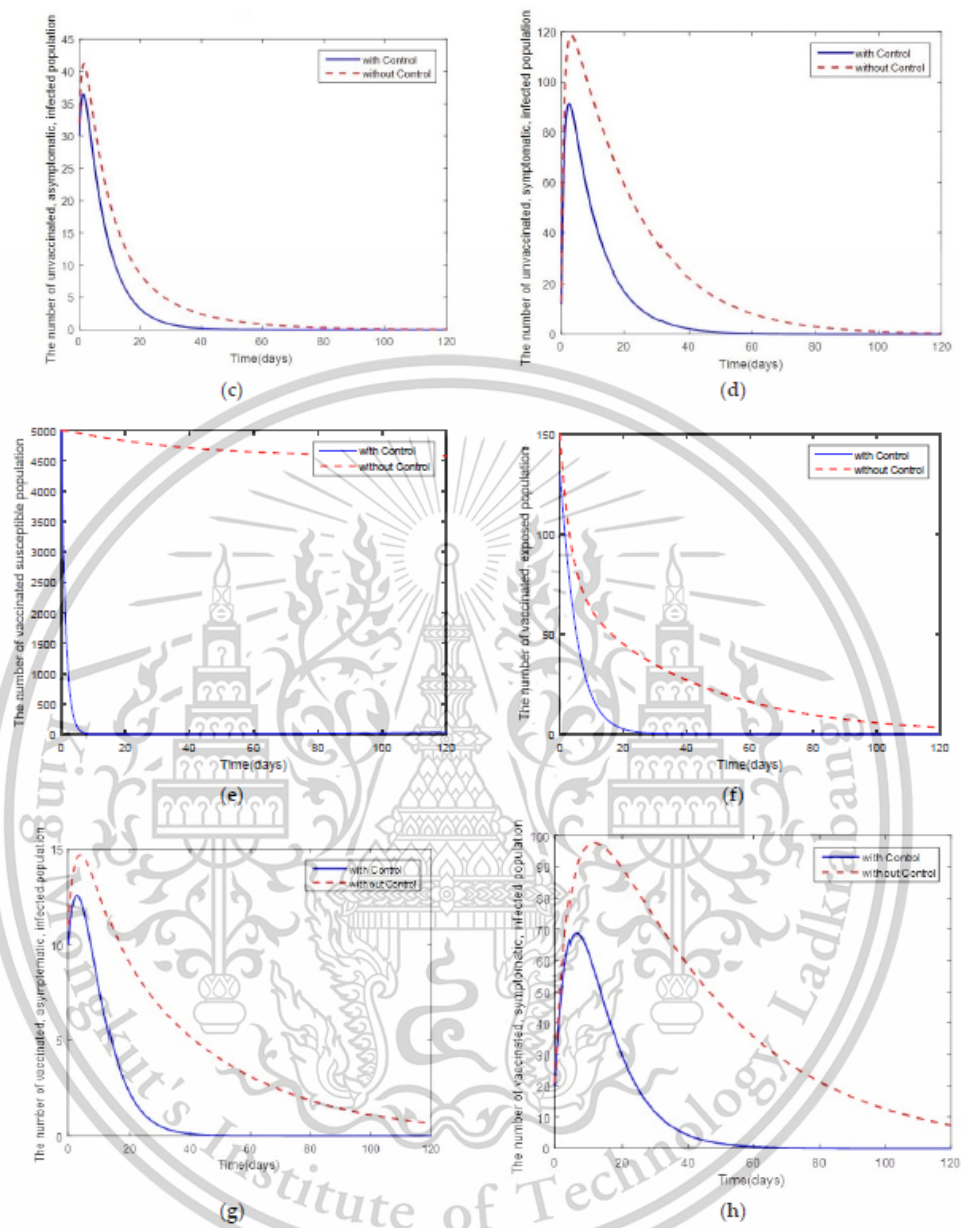 The number of unvaccinated, asymptomatic, infected population
45
40
35
30
25
20
15
10
5
0
with Control
without Control
0 20 40 60 80 100 120
Time(days)
(c)
The number of unvaccinated, symptomatic, infected population
120
100
80
60
40
20
0
with Control
without Control
0 20 40 60 80 100 120
Time(days)
(d)
The number of vaccinated susceptible population
5000
4500
4000
3500
3000
2500
2000
1500
1000
500
0
with Control
without Control
0 20 40 60 80 100 120
Time(days)
(e)
The number of vaccinated, exposed population
150
100
50
0
with Control
without Control
0 20 40 60 80 100 120
Time(days)
(f)
The number of vaccinated, asymptematic, infected population
15
10
5
0
with Control
without Control
0 20 40 60 80 100 120
Time(days)
(g)
The number of vaccinated, symptomatic, infected population
100
90
80
70
60
50
40
30
20
10
0
with Control
without Control
0 20 40 60 80 100 120
Time(days)
(h)
Institute of Technology Ladkrabang